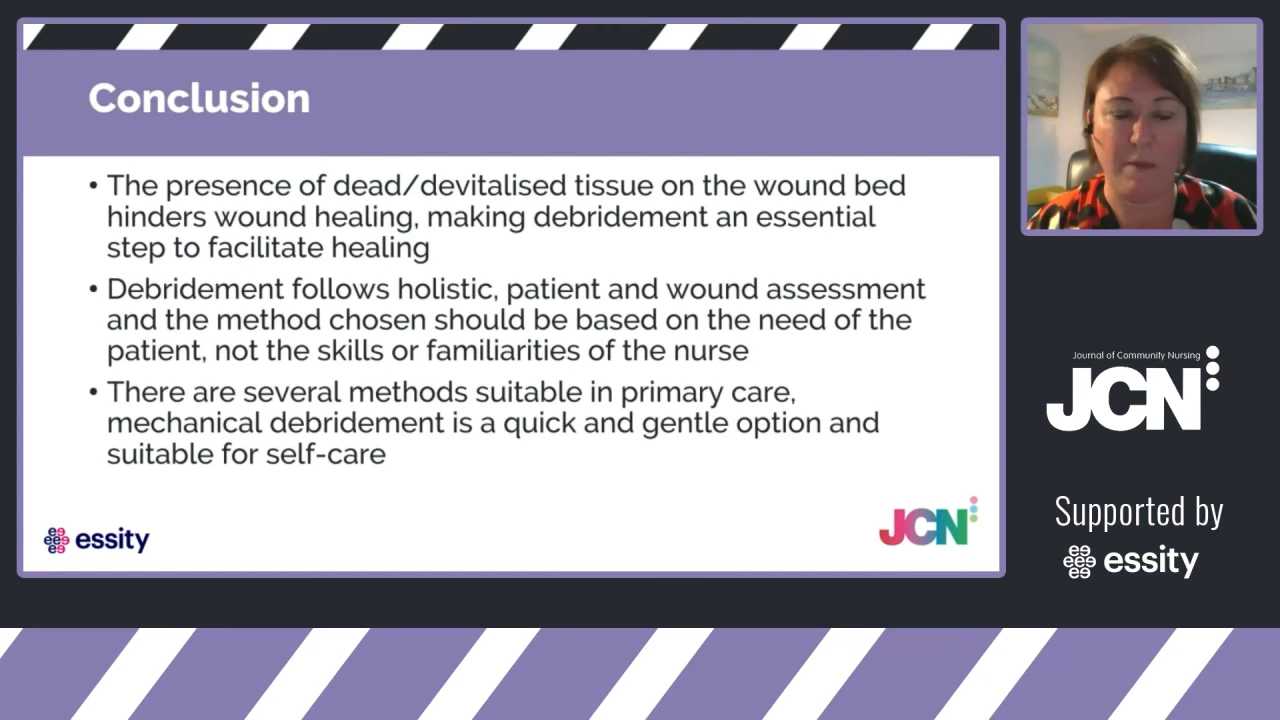 Conclusion
• The presence of dead/devitalised tissue on the wound bed
hinders wound healing, making debridement an essential
step to facilitate healing
• Debridement follows holistic, patient and wound assessment
and the method chosen should be based on the need of the
patient, not the skills or familiarities of the nurse
• There are several methods suitable in primary care,
mechanical debridement is a quick and gentle option and
suitable for self-care
essity
JCN
Journal of Community Nursing
JCN
Supported by
essity